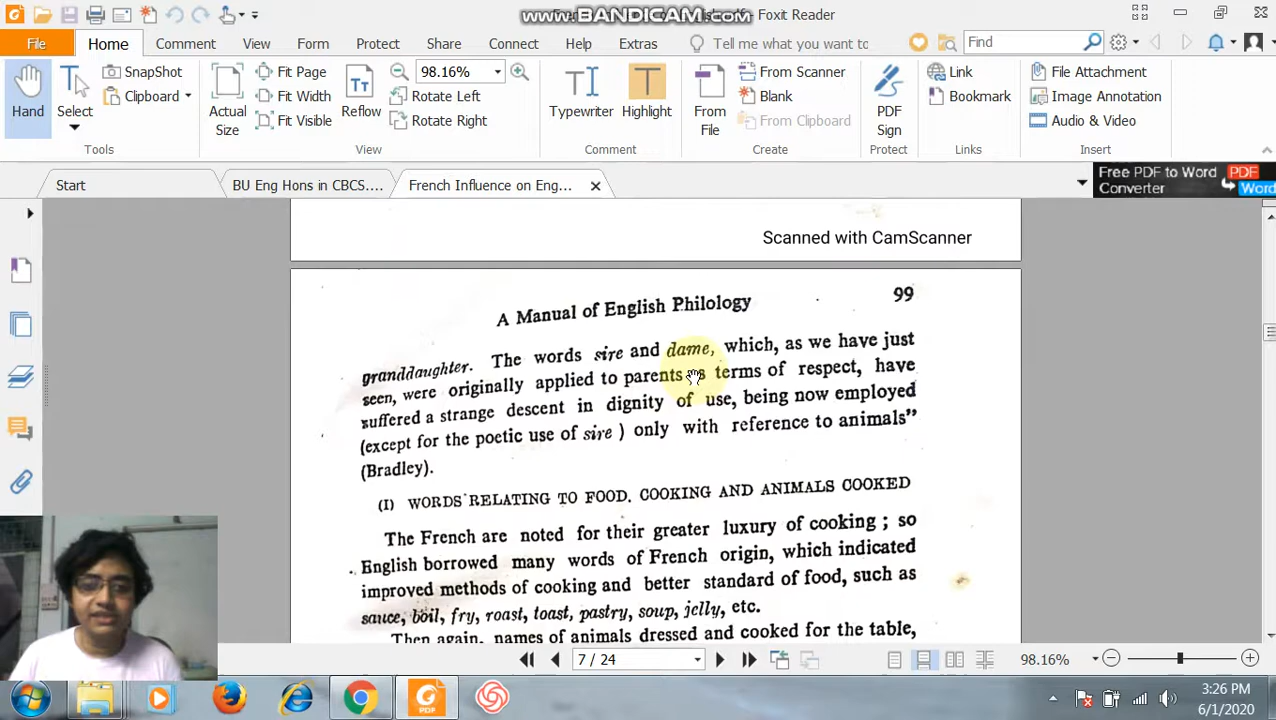 www.BANDICAM.com
Foxit Reader
File
Home
Comment
View
Form
Protect
Share
Connect
Help
Extras
Tell me what you want to
Find
Hand
Select
SnapShot
Clipboard
Tools
Actual
Size
Fit Page
Fit Width
Fit Visible
Reflow
98.16%
Rotate Left
Rotate Right
View
Typewriter
Highlight
Comment
From
File
From Scanner
Blank
From Clipboard
Create
PDF
Sign
Protect
Link
Bookmark
Links
File Attachment
Image Annotation
Audio & Video
Insert
Start
BU Eng Hons in CBCS....
French Influence on Eng...
Free PDF to Word PDF
Converter Word
Scanned with CamScanner
A Manual of English Philology 99
granddaughter. The words sire and dame, which, as we have just
seen, were originally applied to parents as terms of respect, have
suffered a strange descent in dignity of use, being now employed
(except for the poetic use of sire ) only with reference to animals”
(Bradley).
(I) WORDS RELATING TO FOOD. COOKING AND ANIMALS COOKED
The French are noted for their greater luxury of cooking ; so
English borrowed many words of French origin, which indicated
improved methods of cooking and better standard of food, such as
sauce, boil, fry, roast, toast, pastry, soup, jelly, etc.
Then again, names of animals dressed and cooked for the table,
7 / 24
98.16%
PDF
3:26 PM
6/1/2020